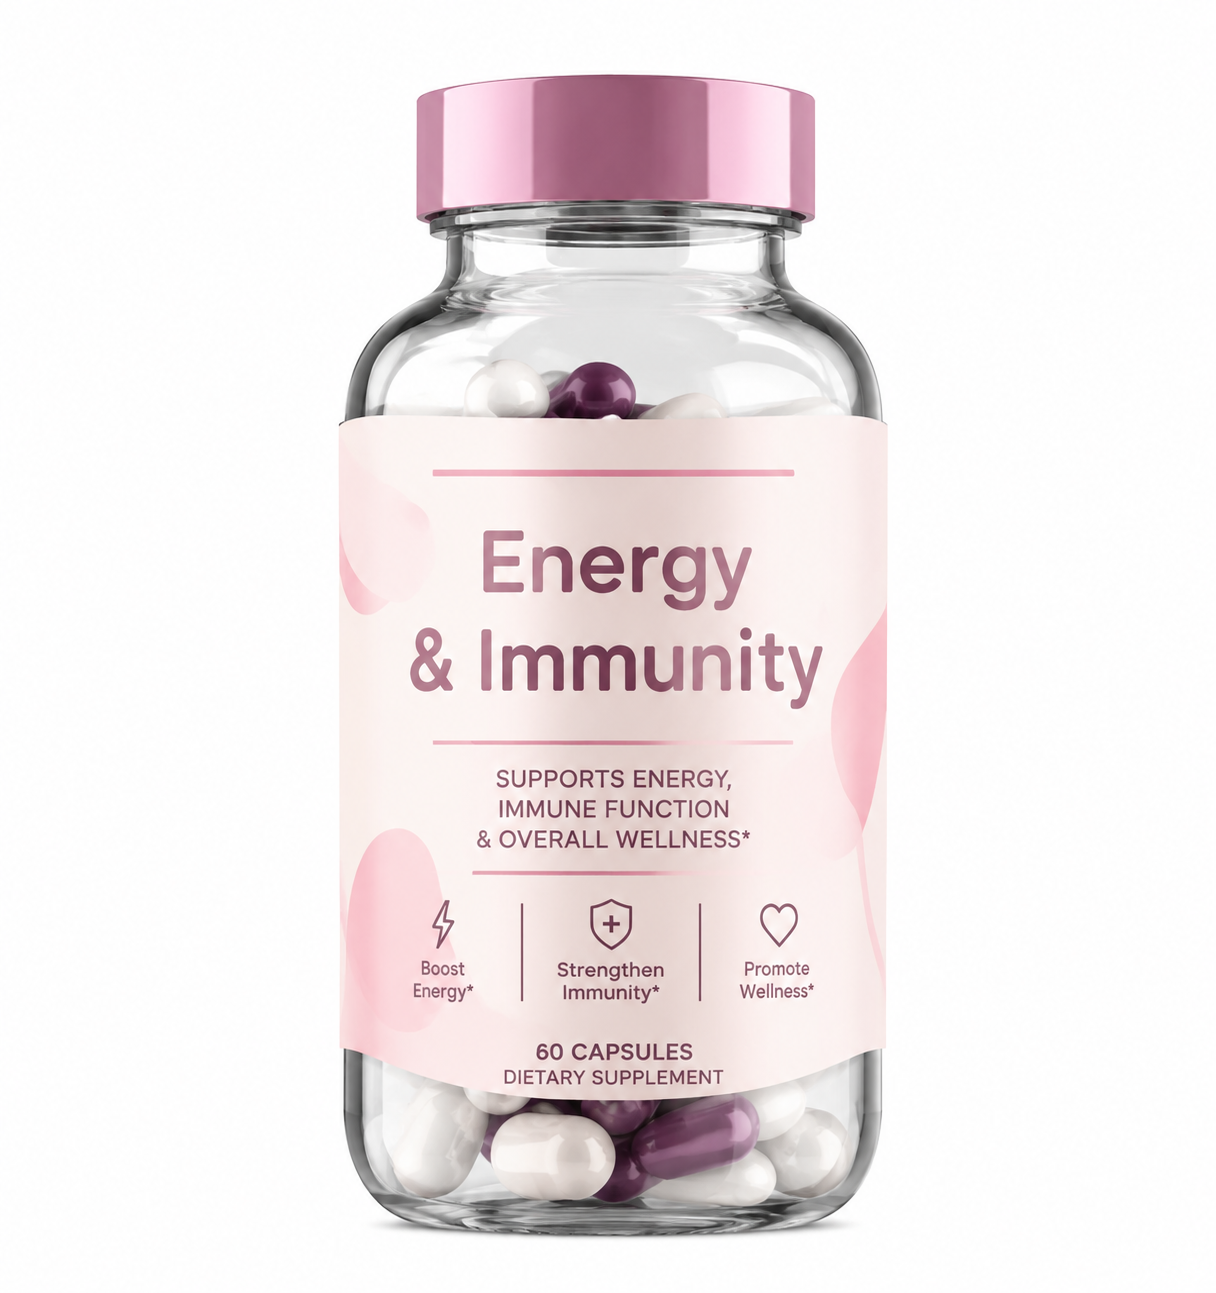 Energy
& Immunity
SUPPORTS ENERGY,
IMMUNE FUNCTION
& OVERALL WELLNESS*
Boost
Energy*
Strengthen
Immunity*
Promote
Wellness*
60 CAPSULES
DIETARY SUPPLEMENT